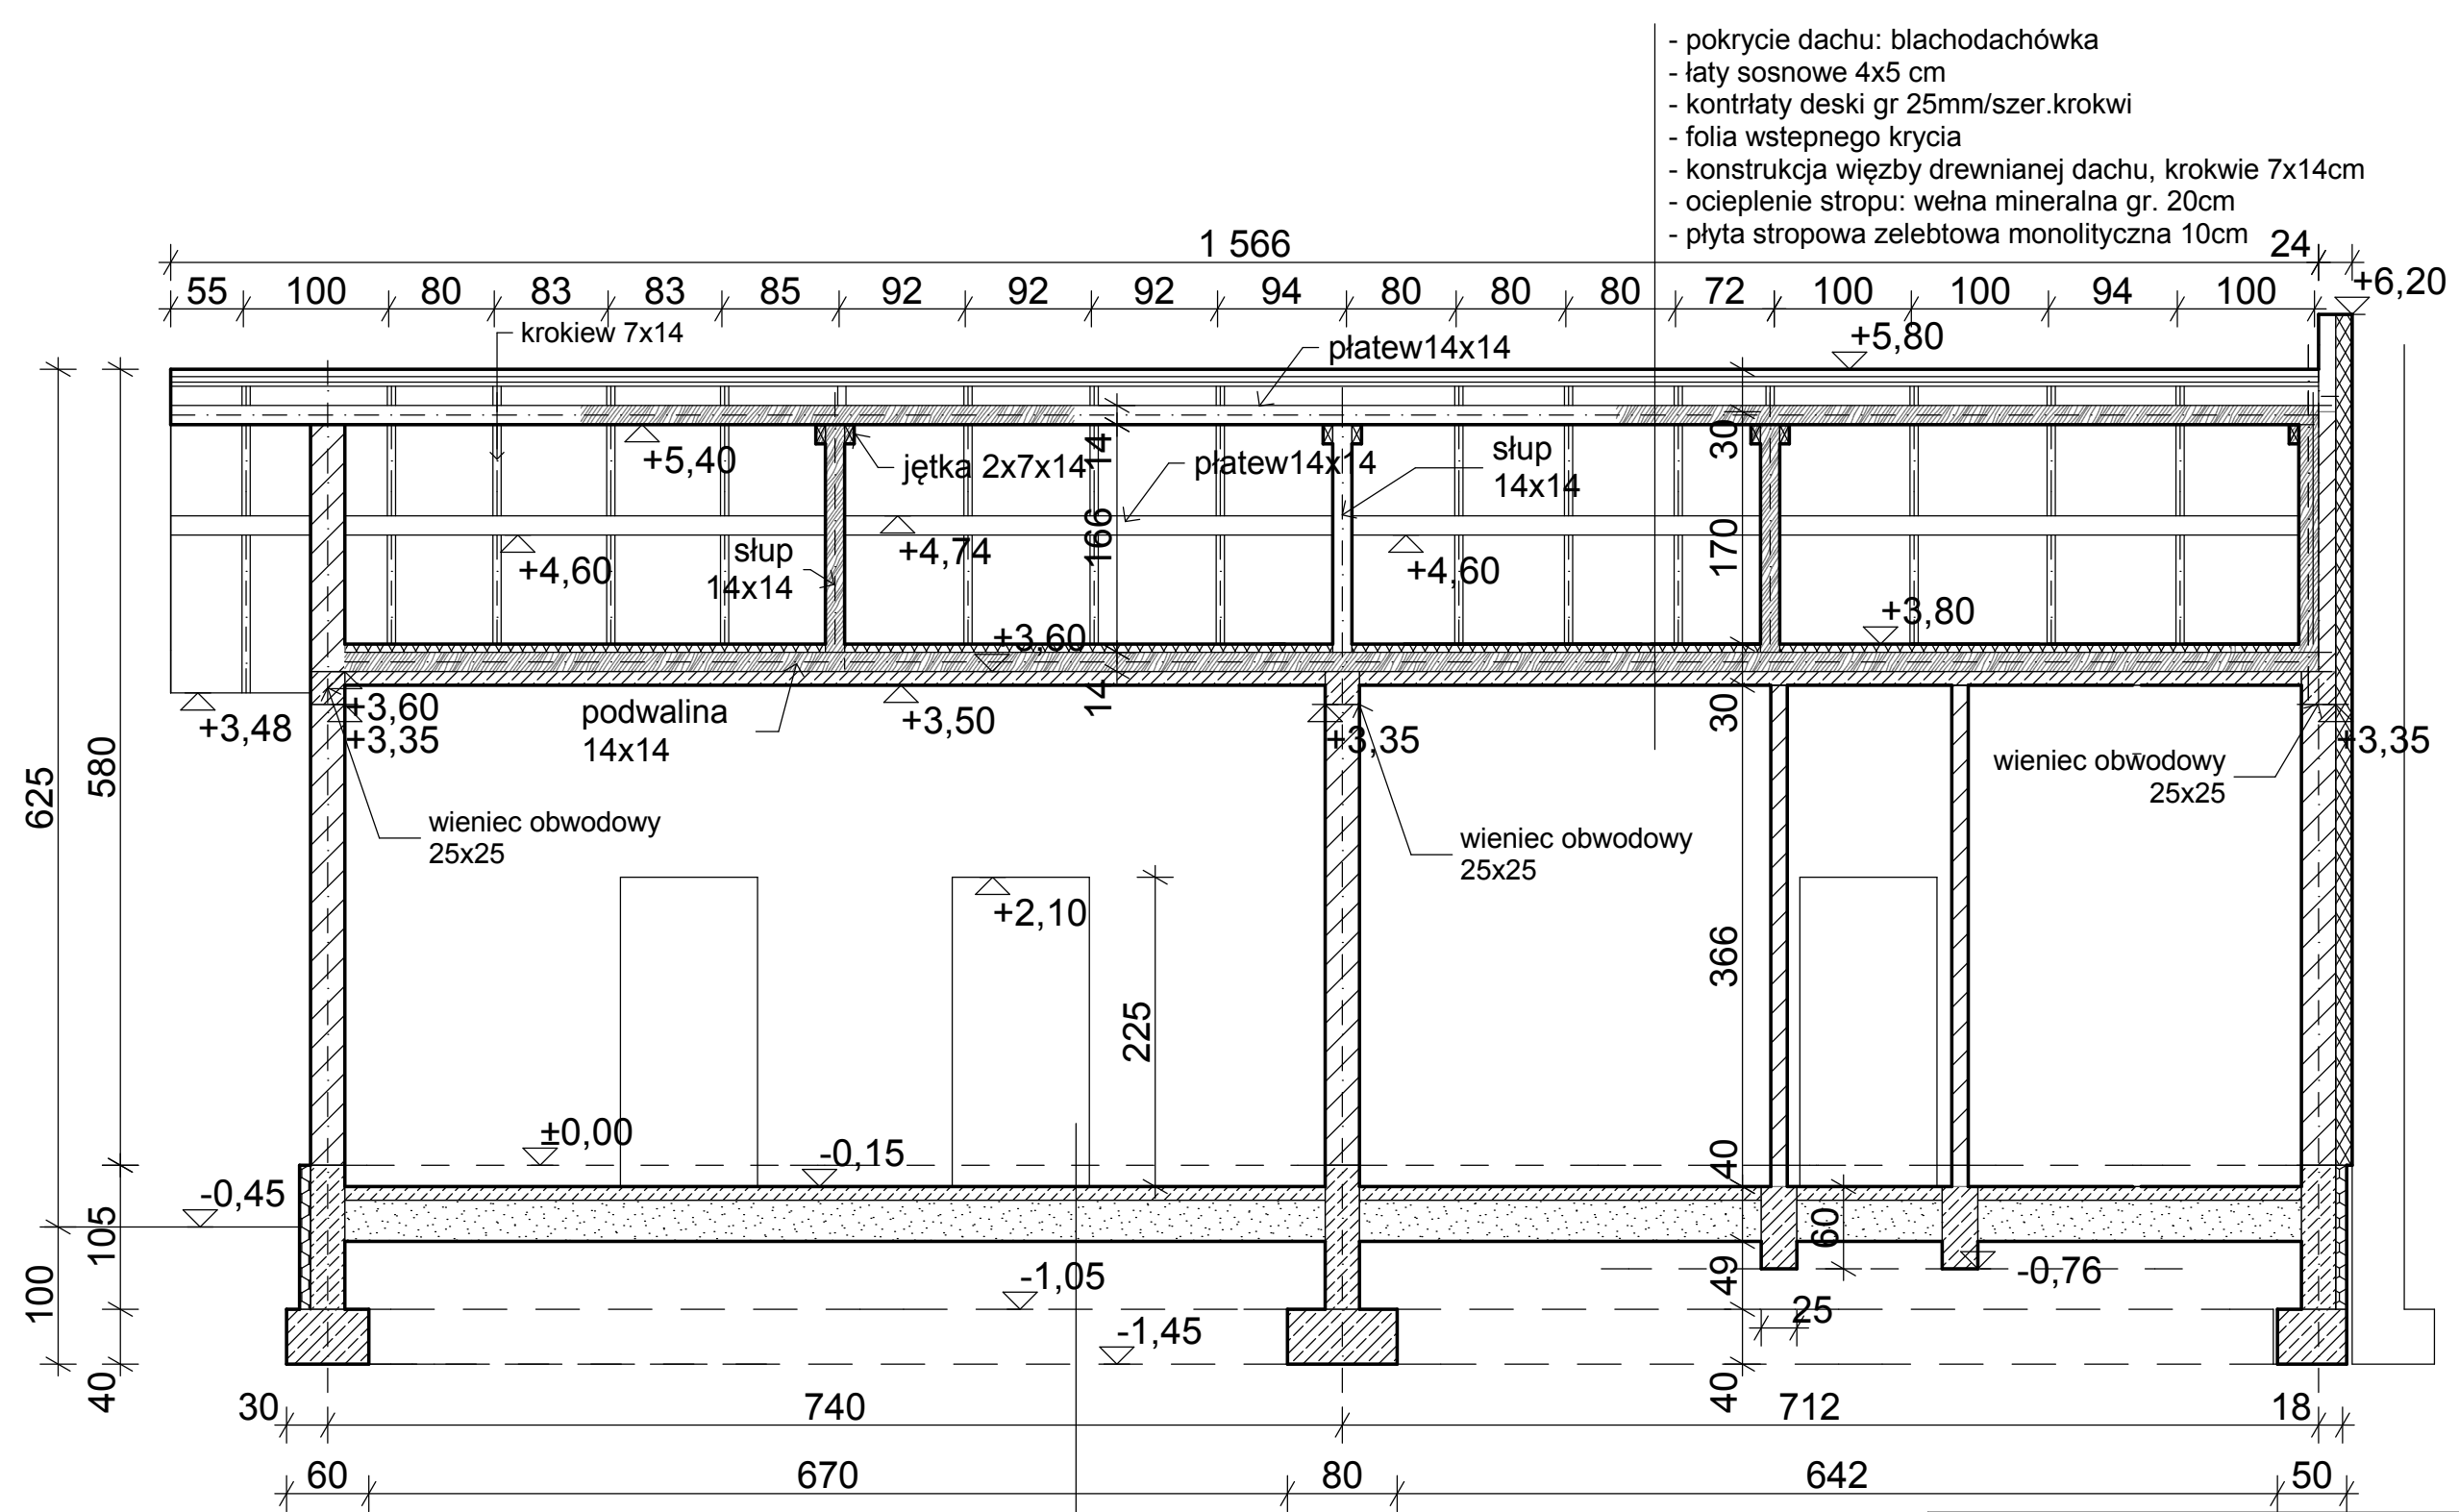 - pokrycie dachu: blachodachówka
- łaty sosnowe 4x5 cm
- kontrłaty deski gr 25mm/szer.krokwi
- folia wstepnego krycia
- konstrukcja więzby drewnianej dachu, krokwie 7x14cm
- ocieplenie stropu: wełna mineralna gr. 20cm
- płyta stropowa zelebtowa monolityczna 10cm
1 566
24
55 100 80 83 83 85 92 92 92 94 80 80 80 72 100 100 94 100
+6,20
krokiew 7x14
płatew14x14
+5,80
+5,40
jętka 2x7x14
14
płatew14x14
słup
14x14
30
słup
14x14
+4,60
+4,74
166
+4,60
170
+3,80
+3,60
+3,48
+3,60
+3,35
podwalina
14x14
+3,50
14
+3,35
30
+3,35
wieniec obwodowy
25x25
wieniec obwodowy
25x25
wieniec obwodowy
25x25
625
580
+2,10
225
366
±0,00
-0,15
40
-0,45
105
60
-0,76
49
-1,05
100
25
-1,45
40
40
30 740 712 18
60 670 80 642 50